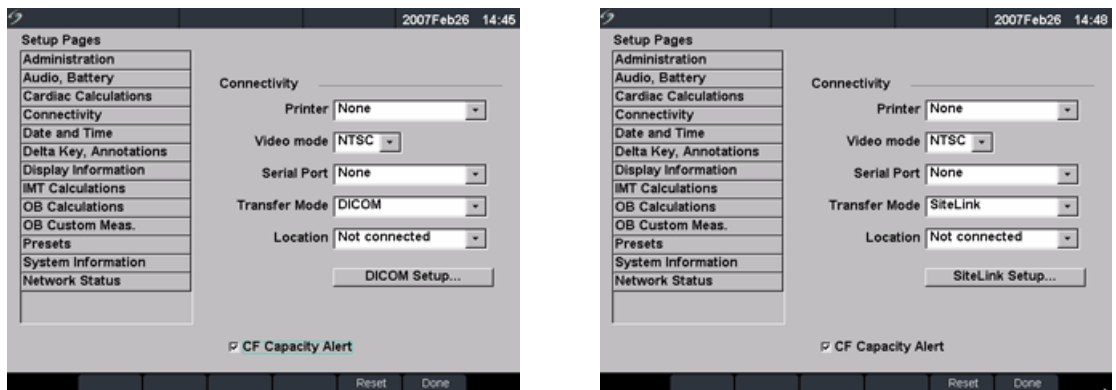 2007Feb26 14:45
Setup Pages
Administration
Audio, Battery
Cardiac Calculations
Connectivity
Date and Time
Delta Key, Annotations
Display Information
IMT Calculations
OB Calculations
OB Custom Meas.
Presets
System Information
Network Status
Connectivity
Printer None
Video mode NTSC
Serial Port None
Transfer Mode DICOM
Location Not connected
DICOM Setup...
CF Capacity Alert
Reset Done
2007Feb26 14:48
Setup Pages
Administration
Audio, Battery
Cardiac Calculations
Connectivity
Date and Time
Delta Key, Annotations
Display Information
IMT Calculations
OB Calculations
OB Custom Meas.
Presets
System Information
Network Status
Connectivity
Printer None
Video mode NTSC
Serial Port None
Transfer Mode SiteLink
Location Not connected
SiteLink Setup...
CF Capacity Alert
Reset Done